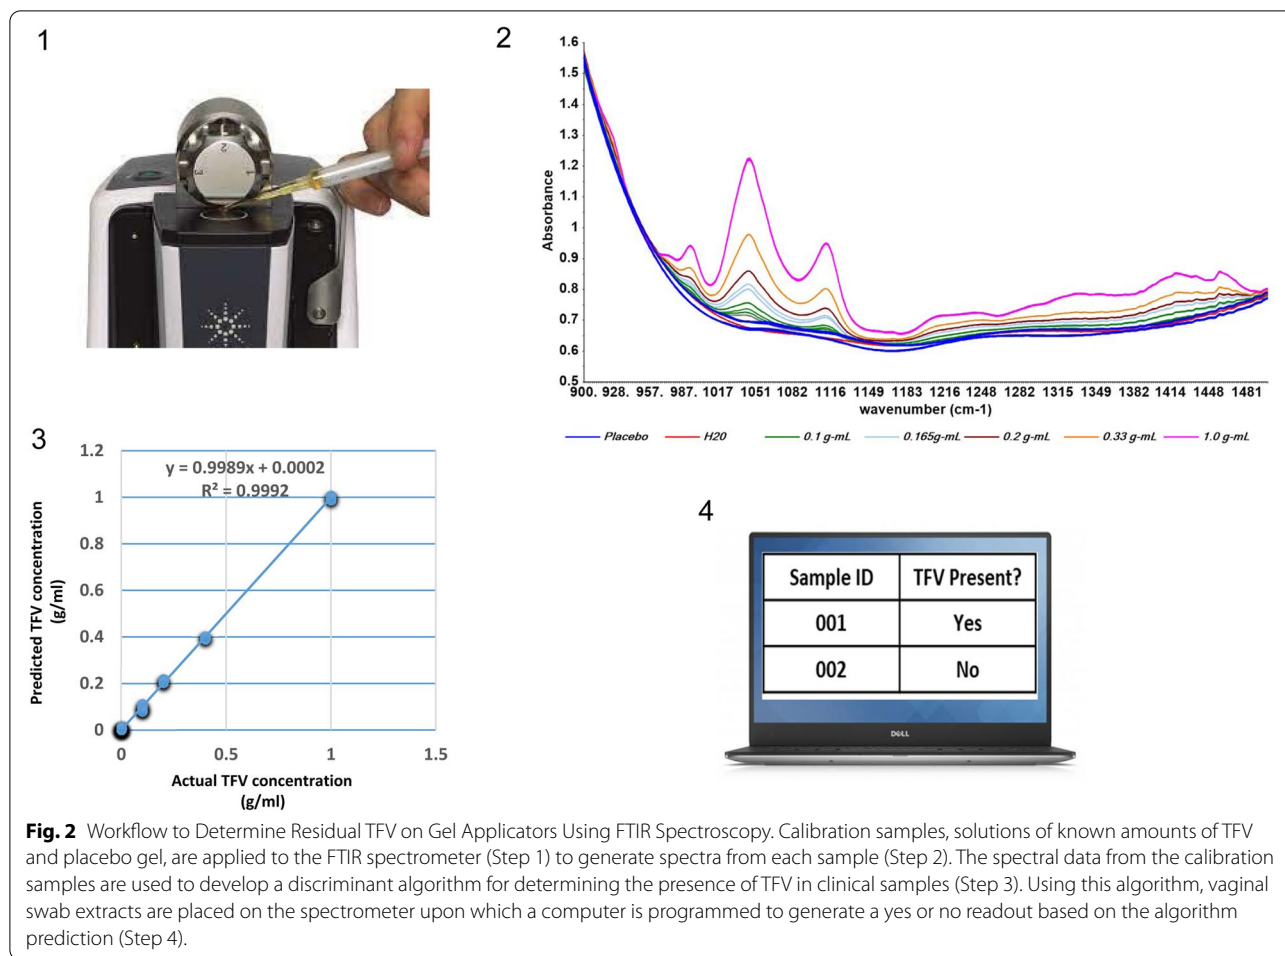 1
2
3
1
2
Absorbance
1.6
1.5
1.4
1.3
1.2
1.1
1
0.9
0.8
0.7
0.6
0.5
900. 928. 957. 987. 1017 1051 1082 1116 1149 1183 1216 1248 1282 1315 1349 1382 1414 1448 1481
wavenumber (cm-1)
Placebo H20 0.1 g-mL 0.165g-mL 0.2 g-mL 0.33 g-mL 1.0 g-mL
3
Predicted TFV concentration
(g/ml)
1.2
1
0.8
0.6
0.4
0.2
0
y = 0.9989x + 0.0002
R² = 0.9992
0 0.5 1 1.5
Actual TFV concentration
(g/ml)
4
Sample ID TFV Present?
001 Yes
002 No
DELL
Fig. 2 Workflow to Determine Residual TFV on Gel Applicators Using FTIR Spectroscopy. Calibration samples, solutions of known amounts of TFV
and placebo gel, are applied to the FTIR spectrometer (Step 1) to generate spectra from each sample (Step 2). The spectral data from the calibration
samples are used to develop a discriminant algorithm for determining the presence of TFV in clinical samples (Step 3). Using this algorithm, vaginal
swab extracts are placed on the spectrometer upon which a computer is programmed to generate a yes or no readout based on the algorithm
prediction (Step 4).